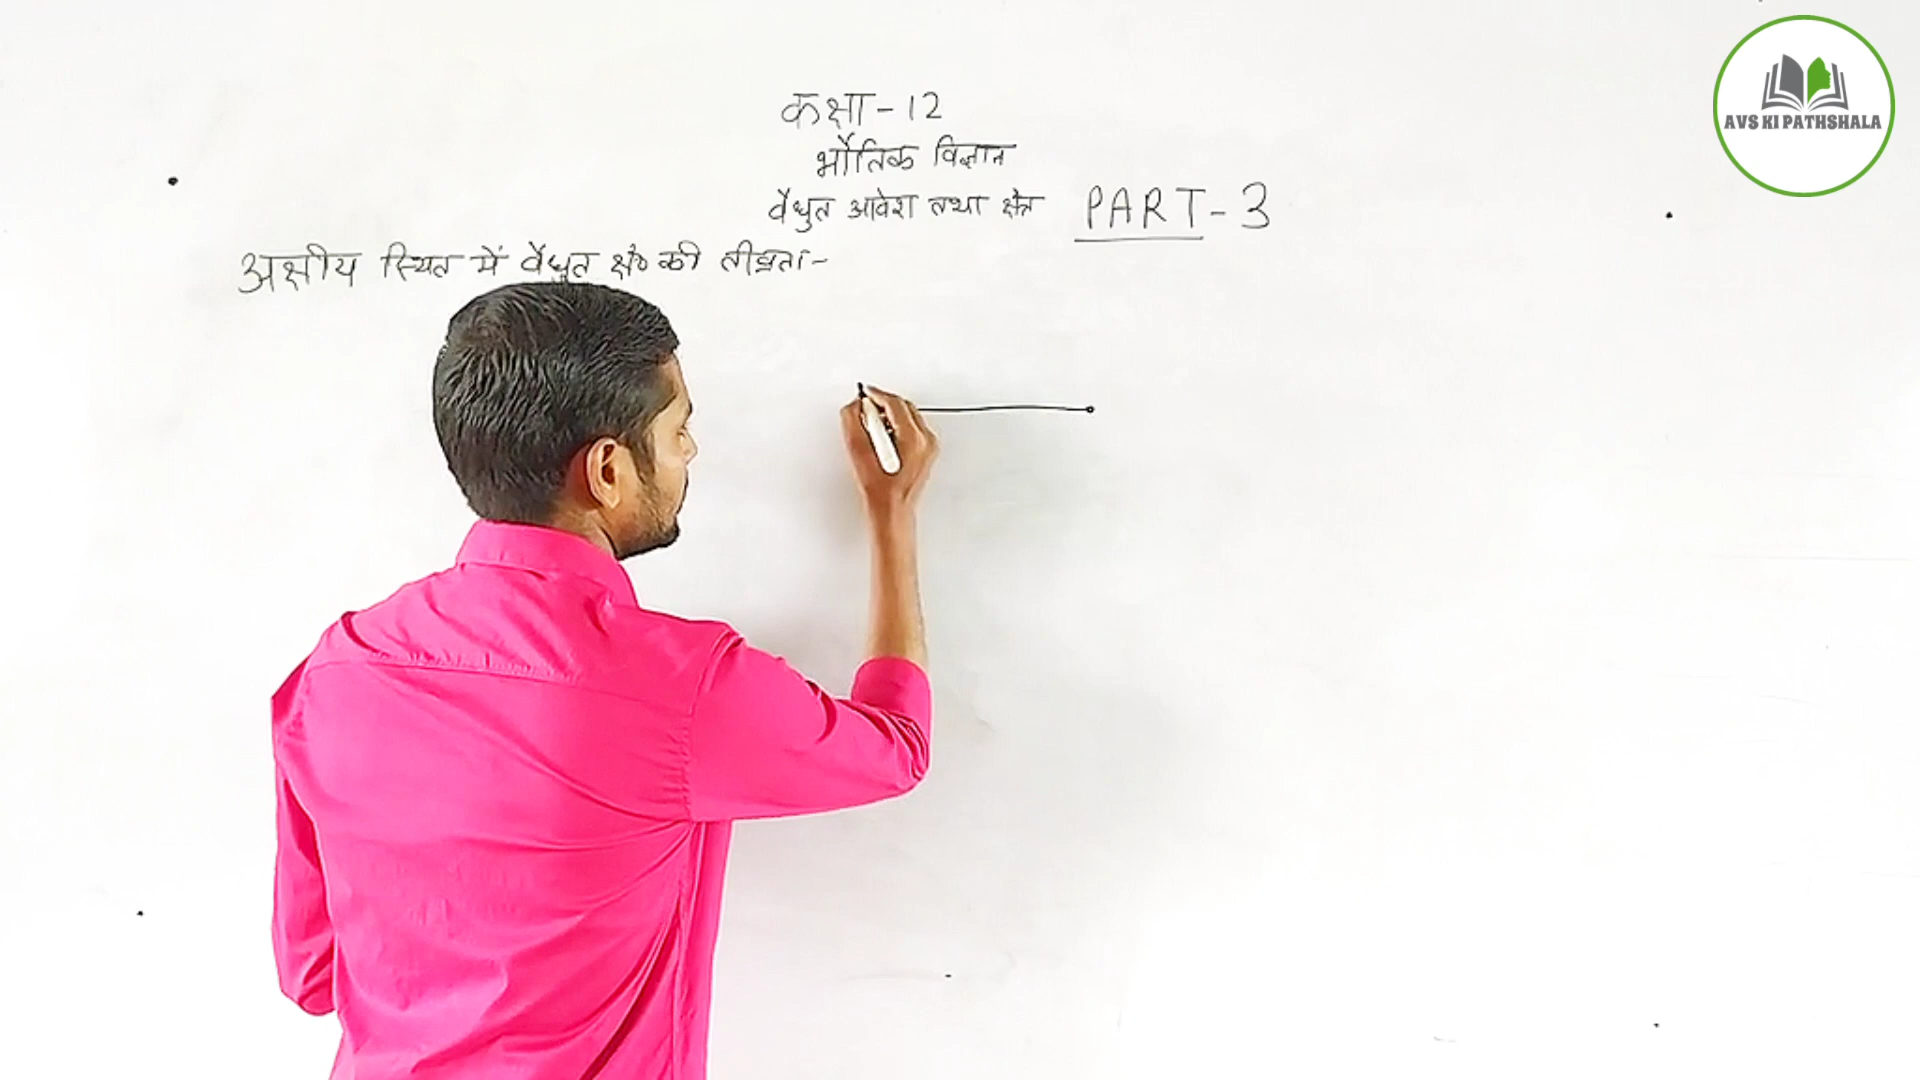 कक्षा-12
भौतिक विज्ञान
वैधुत आवेश तथा क्षेत्र PART-3
अक्षीय स्थित में वैधुत क्षे० की तीव्रता-
AVS KI PATHSHALA